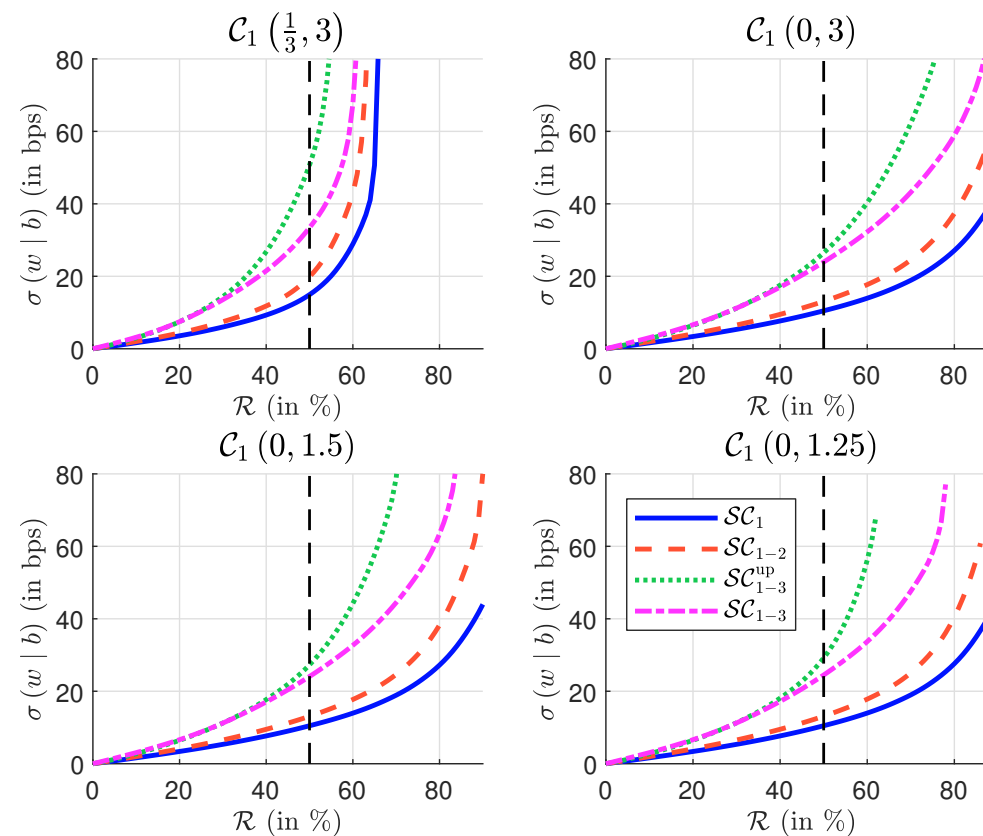 𝒞₁ (1/3, 3)
σ (w | b) (in bps)
80
60
40
20
0
0 20 40 60 80
ℛ (in %)
𝒞₁ (0, 3)
σ (w | b) (in bps)
80
60
40
20
0
0 20 40 60 80
ℛ (in %)
𝒞₁ (0, 1.5)
σ (w | b) (in bps)
80
60
40
20
0
0 20 40 60 80
ℛ (in %)
𝒞₁ (0, 1.25)
σ (w | b) (in bps)
80
60
40
20
0
𝒮𝒞₁
𝒮𝒞₁₋₂
𝒮𝒞₁₋₃ᵘᵖ
𝒮𝒞₁₋₃
0 20 40 60 80
ℛ (in %)